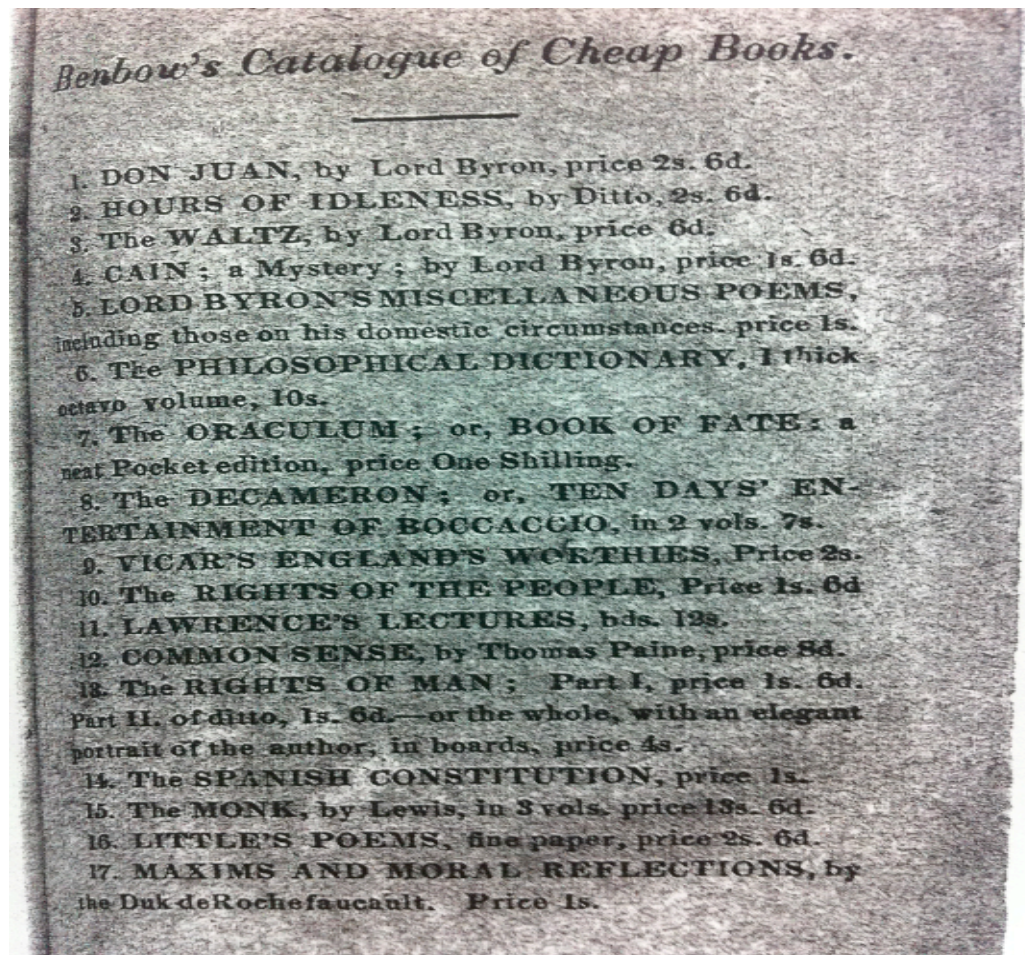 Benbow's Catalogue of Cheap Books.
1. DON JUAN, by Lord Byron, price 2s. 6d.
2. HOURS OF IDLENESS, by Ditto, 2s. 6d.
3. The WALTZ, by Lord Byron, price 6d.
4. CAIN; a Mystery; by Lord Byron, price 1s. 6d.
5. LORD BYRON'S MISCELLANEOUS POEMS,
including those on his domestic circumstances. price 1s.
6. The PHILOSOPHICAL DICTIONARY, 1 thick
octavo volume, 10s.
7. The ORACULUM; or, BOOK OF FATE: a
neat Pocket edition, price One Shilling.
8. The DECAMERON; or, TEN DAYS' EN-
TERTAINMENT OF BOCCACCIO, in 2 vols. 7s.
9. VICAR'S ENGLAND'S WORTHIES, Price 2s.
10. The RIGHTS OF THE PEOPLE, Price 1s. 6d
11. LAWRENCE'S LECTURES, bds. 12s.
12. COMMON SENSE, by Thomas Paine, price 8d.
13. The RIGHTS OF MAN; Part I, price 1s. 6d.
Part II. of ditto, 1s. 6d.—or the whole, with an elegant
portrait of the author, in boards, price 4s.
14. The SPANISH CONSTITUTION, price 1s.
15. The MONK, by Lewis, in 3 vols. price 13s. 6d.
16. LITTLE'S POEMS, fine paper, price 2s. 6d.
17. MAXIMS AND MORAL REFLECTIONS, by
the Duk de Rochefaucault. Price 1s.